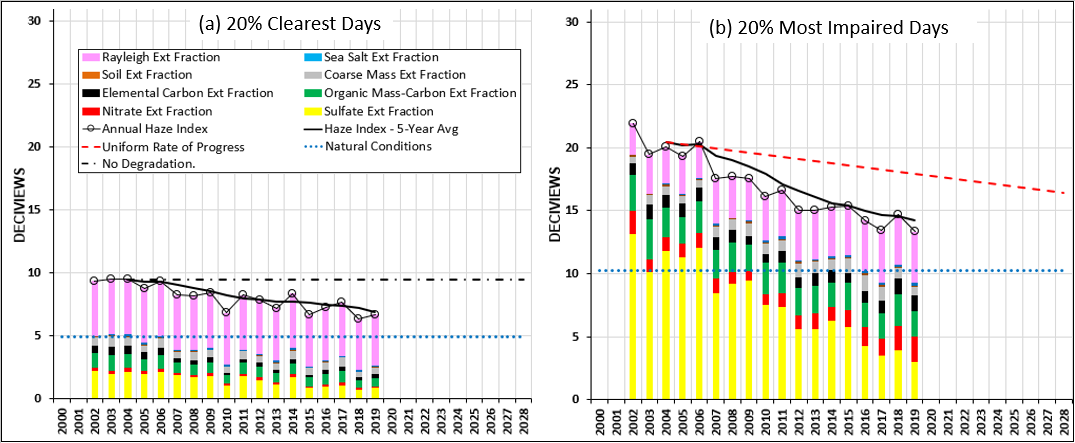 (a) 20% Clearest Days
30
25
20
15
10
5
0
DECIVIEWS
Rayleigh Ext Fraction
Sea Salt Ext Fraction
Soil Ext Fraction
Coarse Mass Ext Fraction
Elemental Carbon Ext Fraction
Organic Mass-Carbon Ext Fraction
Nitrate Ext Fraction
Sulfate Ext Fraction
Annual Haze Index
Haze Index - 5-Year Avg
Uniform Rate of Progress
Natural Conditions
No Degradation.
2000 2001 2002 2003 2004 2005 2006 2007 2008 2009 2010 2011 2012 2013 2014 2015 2016 2017 2018 2019 2020 2021 2022 2023 2024 2025 2026 2027 2028
(b) 20% Most Impaired Days
30
25
20
15
10
5
0
DECIVIEWS
2000 2001 2002 2003 2004 2005 2006 2007 2008 2009 2010 2011 2012 2013 2014 2015 2016 2017 2018 2019 2020 2021 2022 2023 2024 2025 2026 2027 2028